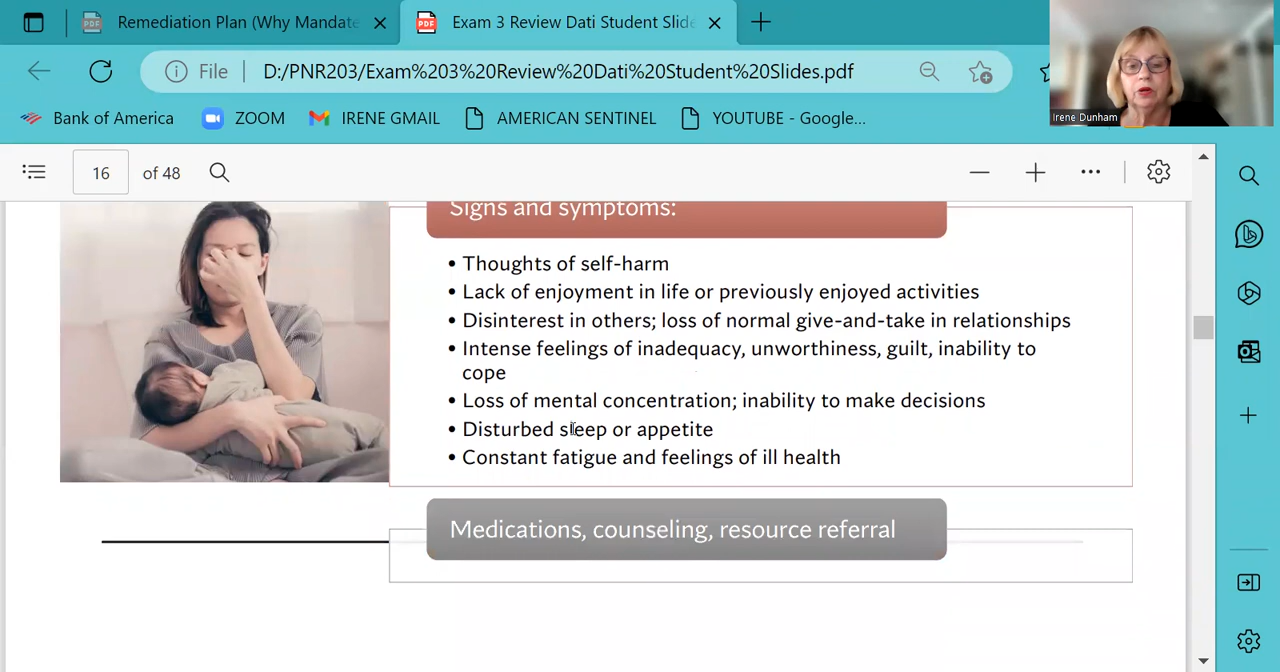 Remediation Plan (Why Mandate
Exam 3 Review Dati Student Slide
File
D:/PNR203/Exam%203%20Review%20Dati%20Student%20Slides.pdf
Bank of America
ZOOM
IRENE GMAIL
AMERICAN SENTINEL
YOUTUBE - Google...
Irene Dunham
16 of 48
Signs and symptoms:
• Thoughts of self-harm
• Lack of enjoyment in life or previously enjoyed activities
• Disinterest in others; loss of normal give-and-take in relationships
• Intense feelings of inadequacy, unworthiness, guilt, inability to
cope
• Loss of mental concentration; inability to make decisions
• Disturbed sleep or appetite
• Constant fatigue and feelings of ill health
Medications, counseling, resource referral